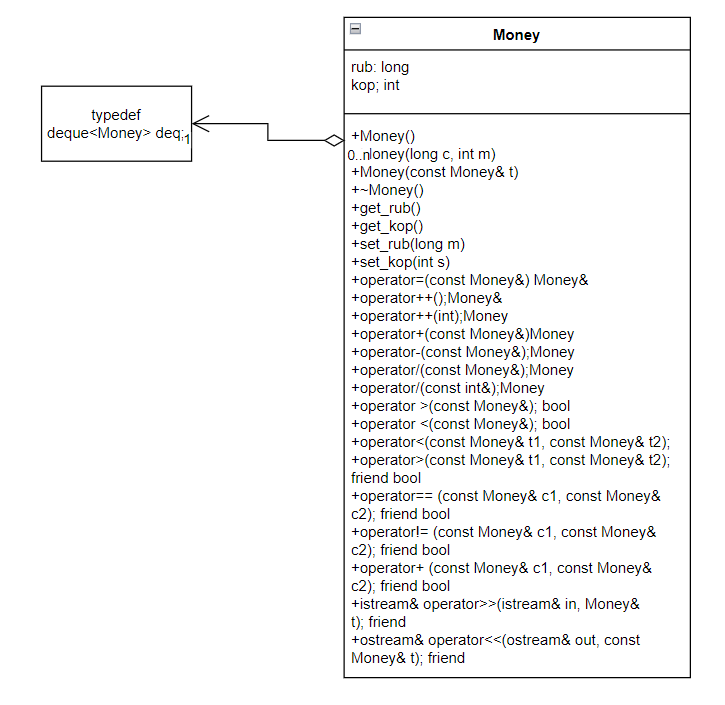 Money
rub: long
kop; int
typedef
deque<Money> deq;
1
+Money()
0..n
loney(long c, int m)
+Money(const Money& t)
+~Money()
+get_rub()
+get_kop()
+set_rub(long m)
+set_kop(int s)
+operator=(const Money&) Money&
+operator++();Money&
+operator++(int);Money
+operator+(const Money&)Money
+operator-(const Money&);Money
+operator/(const Money&);Money
+operator/(const int&);Money
+operator >(const Money&); bool
+operator <(const Money&); bool
+operator<(const Money& t1, const Money& t2);
+operator>(const Money& t1, const Money& t2);
friend bool
+operator== (const Money& c1, const Money&
c2); friend bool
+operator!= (const Money& c1, const Money&
c2); friend bool
+operator+ (const Money& c1, const Money&
c2); friend bool
+istream& operator>>(istream& in, Money&
t); friend
+ostream& operator<<(ostream& out, const
Money& t); friend